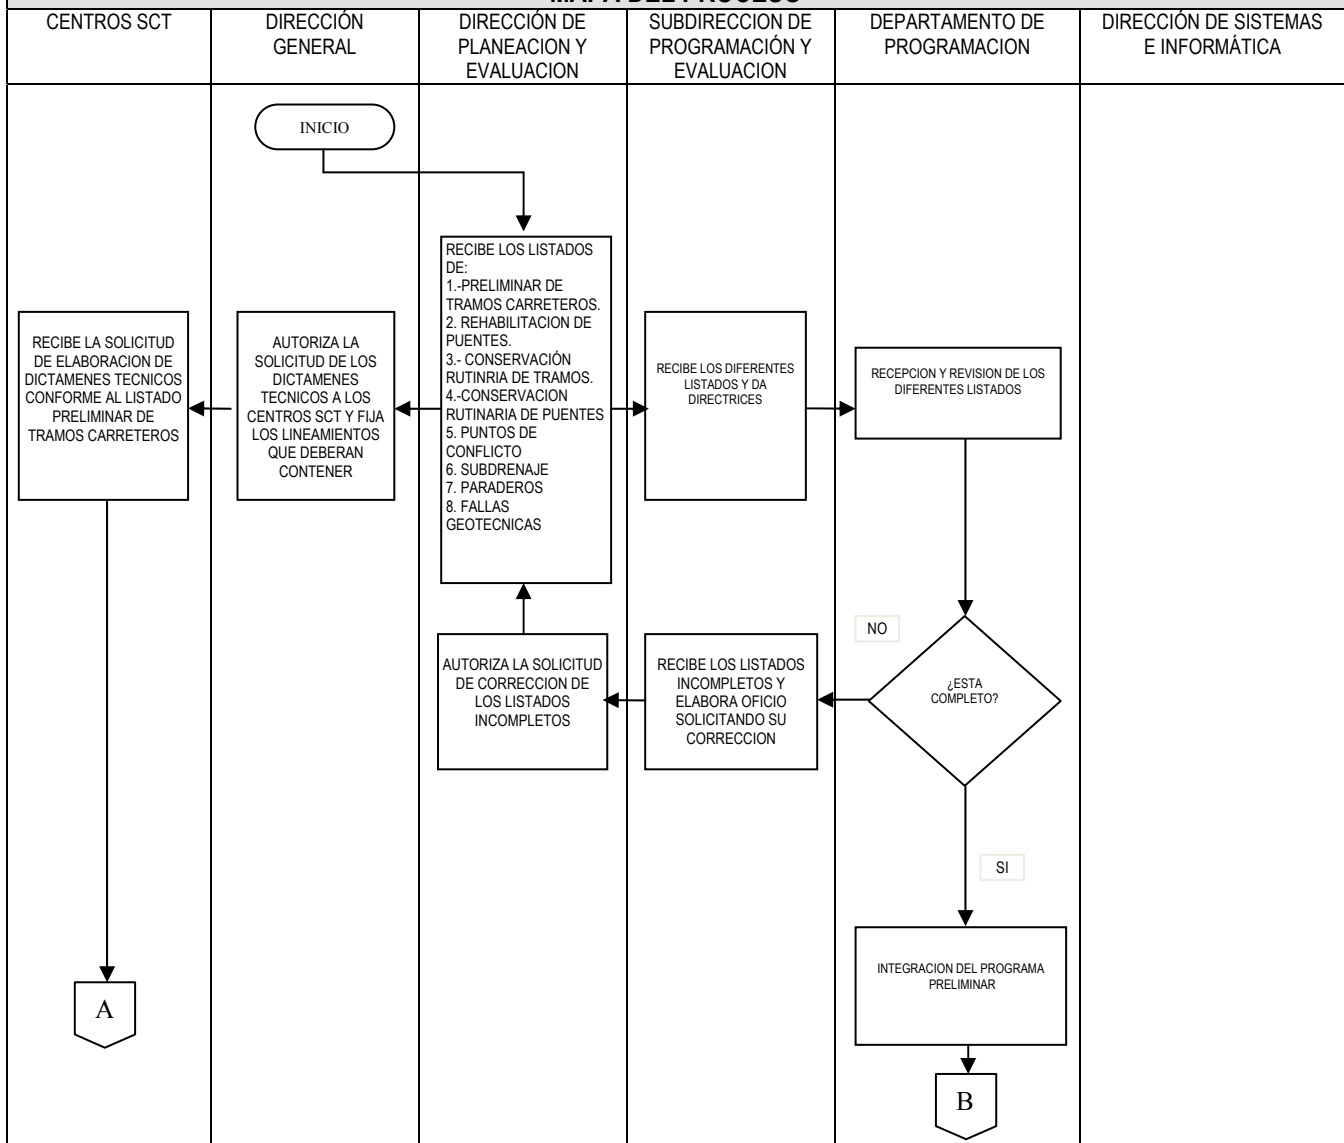 CENTROS SCT
DIRECCIÓN
GENERAL
DIRECCIÓN DE
PLANEACION Y
EVALUACION
SUBDIRECCION DE
PROGRAMACIÓN Y
EVALUACION
DEPARTAMENTO DE
PROGRAMACION
DIRECCIÓN DE SISTEMAS
E INFORMÁTICA
INICIO
RECIBE LA SOLICITUD
DE ELABORACION DE
DICTAMENES TECNICOS
CONFORME AL LISTADO
PRELIMINAR DE
TRAMOS CARRETEROS
AUTORIZA LA
SOLICITUD DE LOS
DICTAMENES
TECNICOS A LOS
CENTROS SCT Y FIJA
LOS LINEAMIENTOS
QUE DEBERAN
CONTENER
RECIBE LOS LISTADOS
DE:
1.-PRELIMINAR DE
TRAMOS CARRETEROS.
2. REHABILITACION DE
PUENTES.
3.- CONSERVACIÓN
RUTINRIA DE TRAMOS.
4.-CONSERVACION
RUTINARIA DE PUENTES
5. PUNTOS DE
CONFLICTO
6. SUBDRENAJE
7. PARADEROS
8. FALLAS
GEOTECNICAS
RECIBE LOS DIFERENTES
LISTADOS Y DA
DIRECTRICES
RECEPCION Y REVISION DE LOS
DIFERENTES LISTADOS
NO
¿ESTA
COMPLETO?
RECIBE LOS LISTADOS
INCOMPLETOS Y
ELABORA OFICIO
SOLICITANDO SU
CORRECCION
AUTORIZA LA SOLICITUD
DE CORRECCION DE
LOS LISTADOS
INCOMPLETOS
SI
INTEGRACION DEL PROGRAMA
PRELIMINAR
A
B